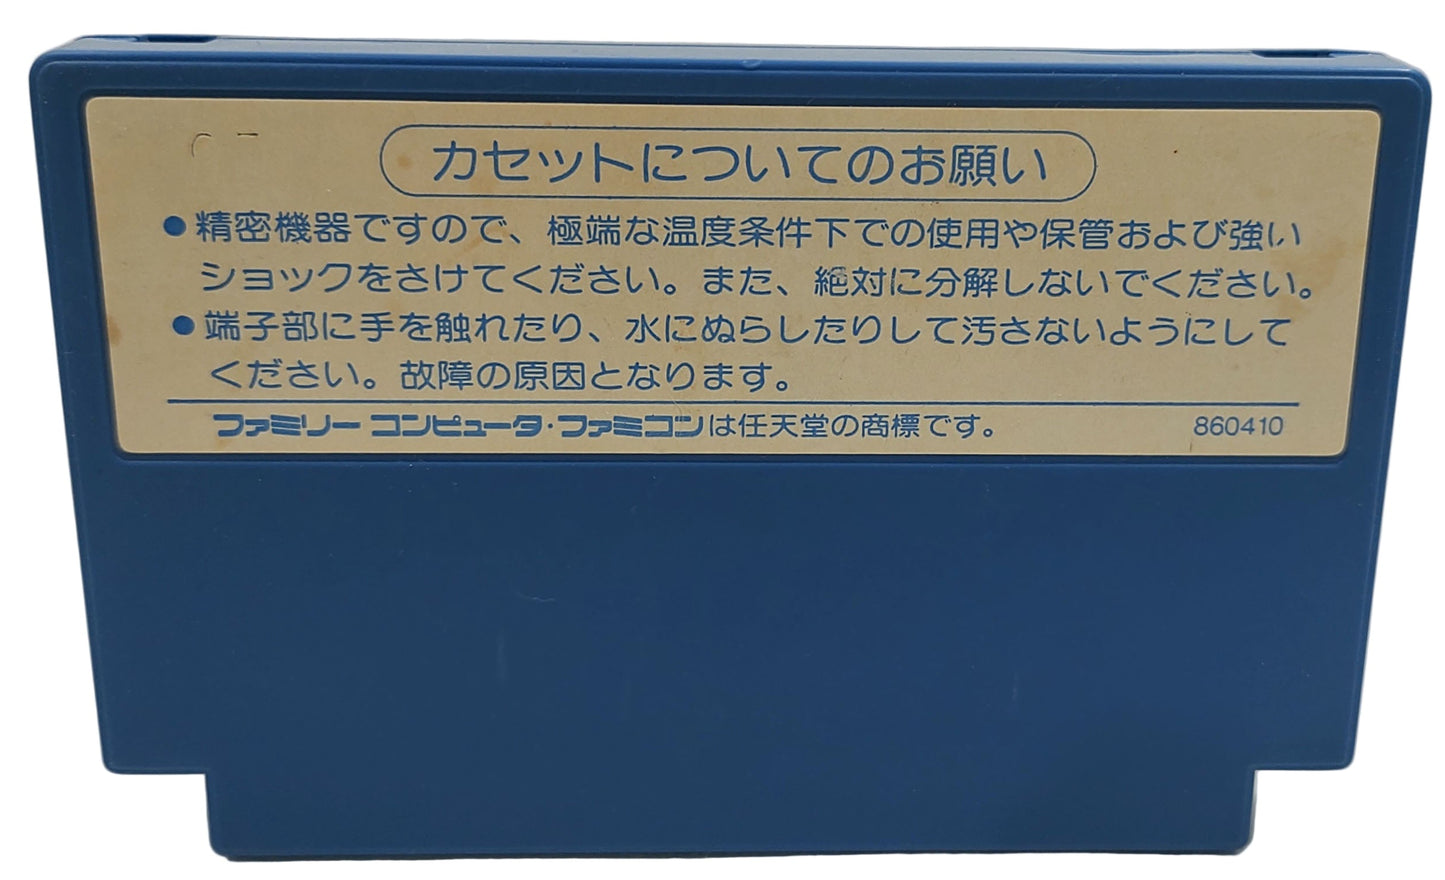 カセットについてのお願い
●精密機器ですので、極端な温度条件下での使用や保管および強い
ショックをさけてください。また、絶対に分解しないでください。
●端子部に手を触れたり、水にぬらしたりして汚さないようにして
ください。故障の原因となります。
ファミリー コンピュータ・ファミコンは任天堂の商標です。 860410